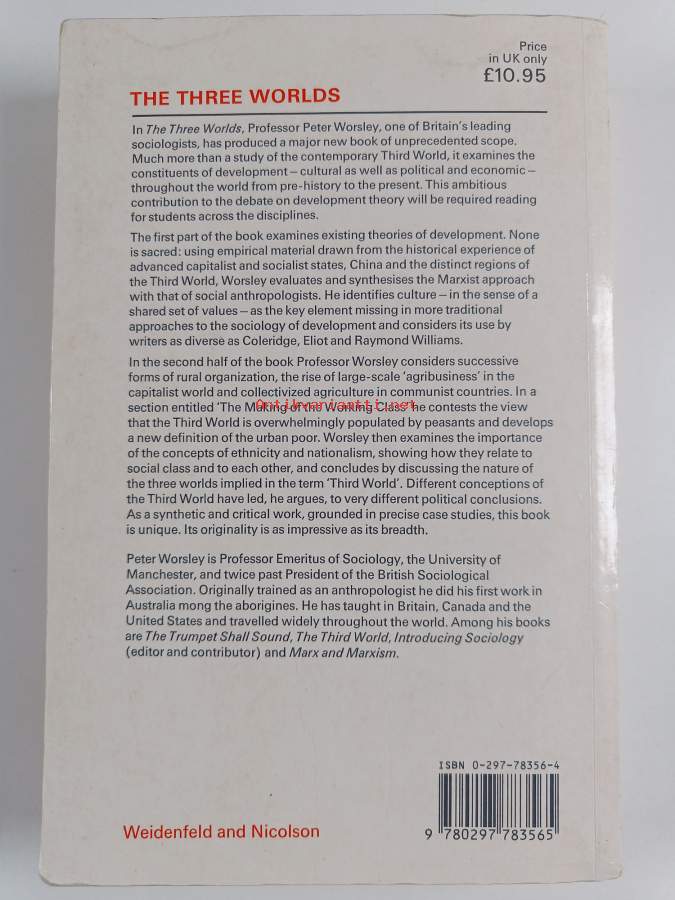 Price
in UK only
£10.95
THE THREE WORLDS
In The Three Worlds, Professor Peter Worsley, one of Britain's leading
sociologists, has produced a major new book of unprecedented scope.
Much more than a study of the contemporary Third World, it examines the
constituents of development – cultural as well as political and economic –
throughout the world from pre-history to the present. This ambitious
contribution to the debate on development theory will be required reading
for students across the disciplines.
The first part of the book examines existing theories of development. None
is sacred: using empirical material drawn from the historical experience of
advanced capitalist and socialist states, China and the distinct regions of
the Third World, Worsley evaluates and synthesises the Marxist approach
with that of social anthropologists. He identifies culture – in the sense of a
shared set of values – as the key element missing in more traditional
approaches to the sociology of development and considers its use by
writers as diverse as Coleridge, Eliot and Raymond Williams.
In the second half of the book Professor Worsley considers successive
forms of rural organization, the rise of large-scale 'agribusiness' in the
capitalist world and collectivized agriculture in communist countries. In a
section entitled 'The Making of the Working Class' he contests the view
Antikvariaatti.net
that the Third World is overwhelmingly populated by peasants and develops
a new definition of the urban poor. Worsley then examines the importance
of the concepts of ethnicity and nationalism, showing how they relate to
social class and to each other, and concludes by discussing the nature of
the three worlds implied in the term 'Third World'. Different conceptions of
the Third World have led, he argues, to very different political conclusions.
As a synthetic and critical work, grounded in precise case studies, this book
is unique. Its originality is as impressive as its breadth.
Peter Worsley is Professor Emeritus of Sociology, the University of
Manchester, and twice past President of the British Sociological
Association. Originally trained as an anthropologist he did his first work in
Australia mong the aborigines. He has taught in Britain, Canada and the
United States and travelled widely throughout the world. Among his books
are The Trumpet Shall Sound, The Third World, Introducing Sociology
(editor and contributor) and Marx and Marxism.
ISBN 0-297-78356-4
Weidenfeld and Nicolson
9 780297 783565